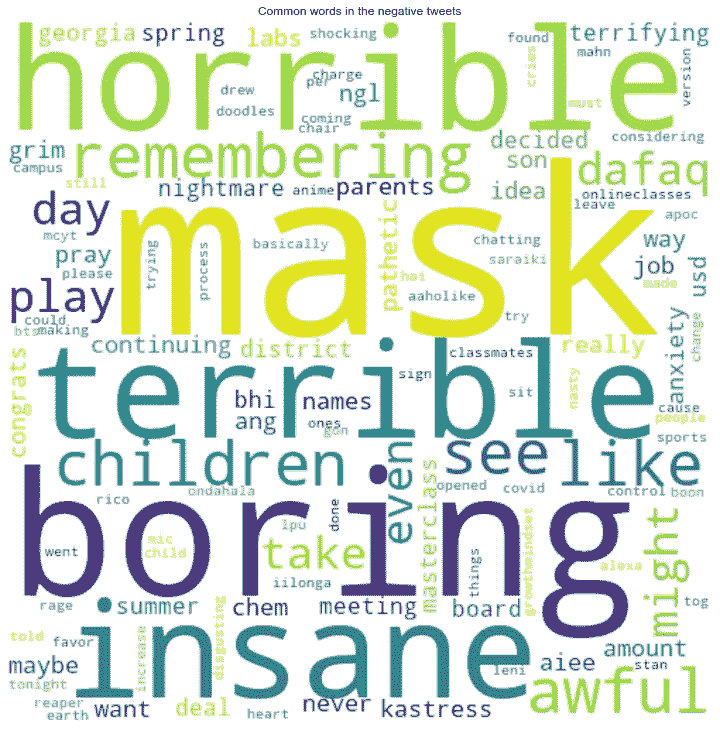 Common words in the negative tweets
georgia spring labs shocking found terrifying
horrible
mahn
cries
version
drew per charge ngl
doodles coming must
chair
grim remembering decided considering
campus son dafaq
still nightmare anime parents idea onlineclasses
leave apoc
day mask
mcyt basically pathetic chatting way
pray trying process hai saraiki job usd
please aaholike made
play
could try
bts making continuing district classmates really anxiety change
terrible
congrats sign nasty
bhi names sit cause people
ang ones gon sports
children even see like
ondahala opened covid control boon
rico masterclass
boring
done
lpu
mic
went child take things growthmindset might
iilonga alexa
rage summer chem meeting board tog
insane
told favor increase disgusting amount
maybe aiee stan
tonight leni
reaper want deal never kastress awful
earth heart